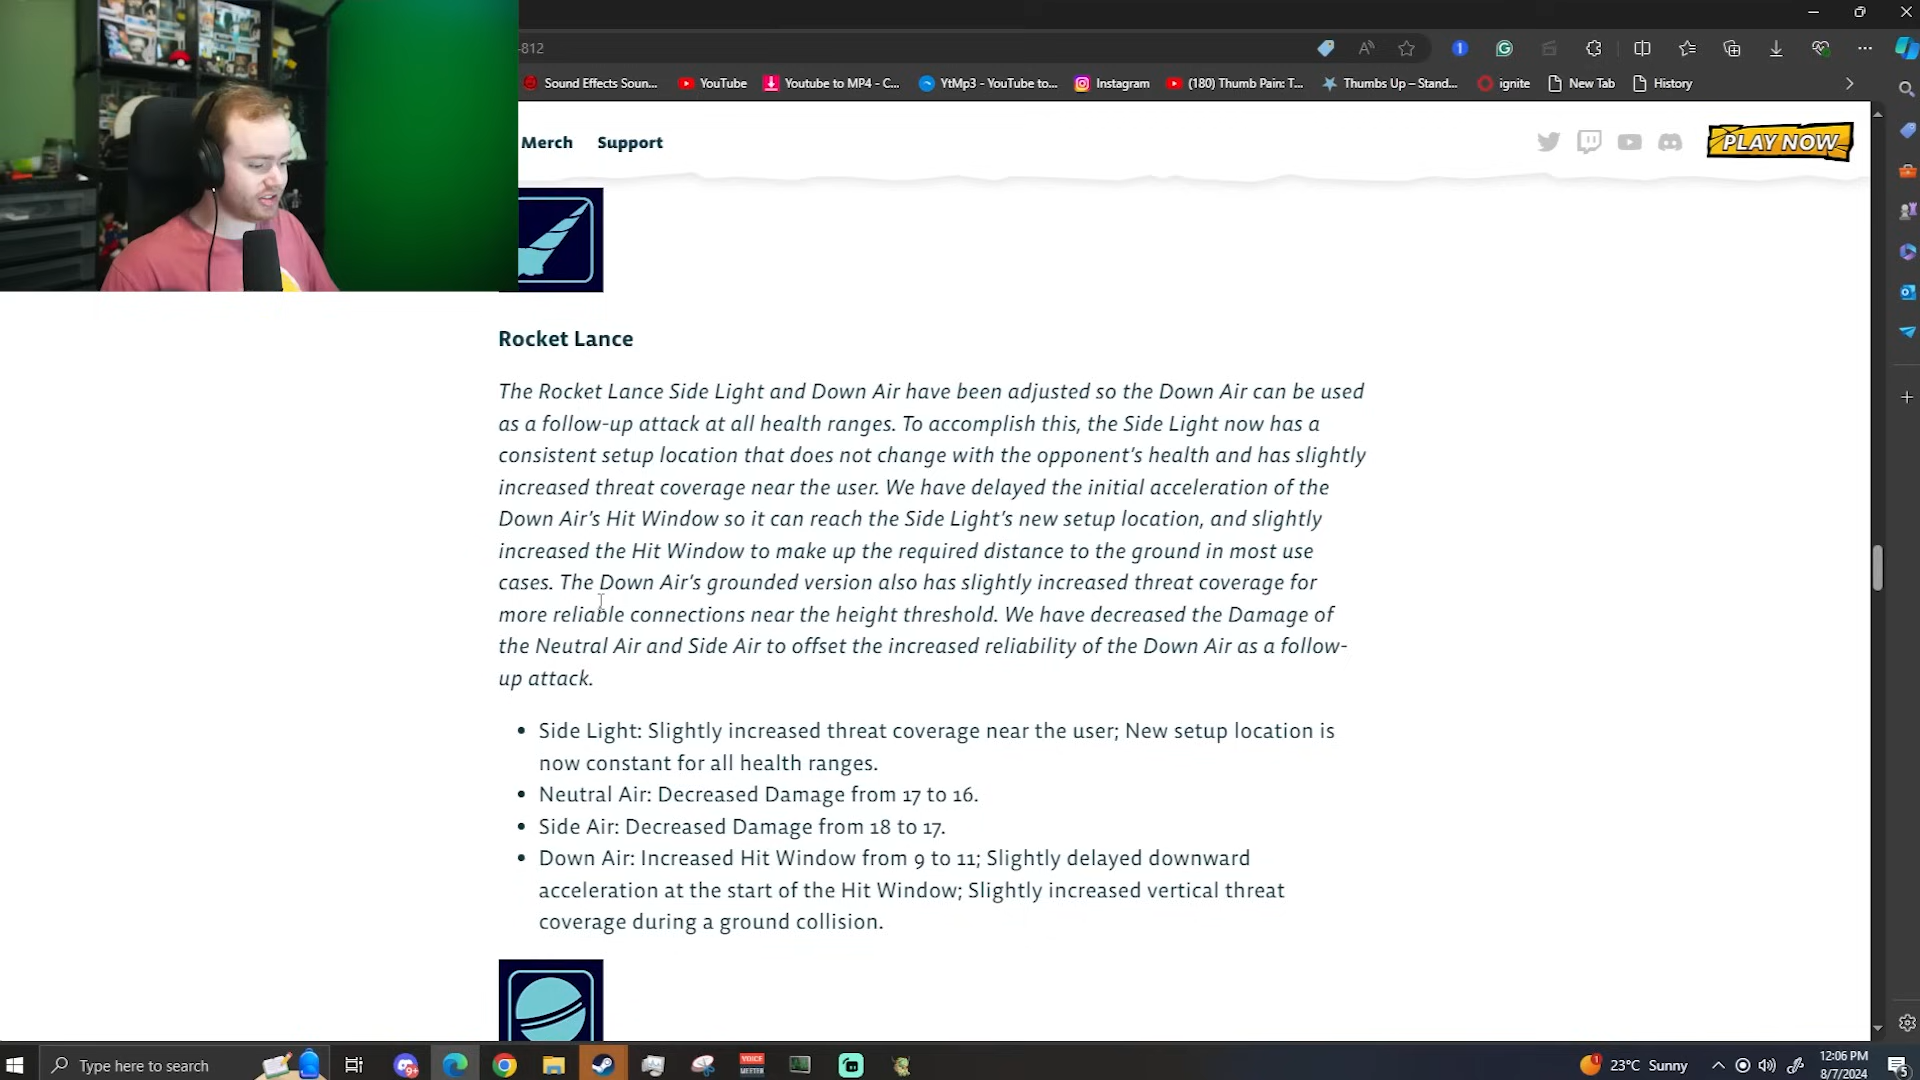 -812
Sound Effects Soun... YouTube Youtube to MP4 - C... YtMp3 - YouTube to... Instagram (180) Thumb Pain: T... Thumbs Up – Stand... ignite New Tab History
Merch Support PLAY NOW
Rocket Lance
The Rocket Lance Side Light and Down Air have been adjusted so the Down Air can be used
as a follow-up attack at all health ranges. To accomplish this, the Side Light now has a
consistent setup location that does not change with the opponent's health and has slightly
increased threat coverage near the user. We have delayed the initial acceleration of the
Down Air's Hit Window so it can reach the Side Light's new setup location, and slightly
increased the Hit Window to make up the required distance to the ground in most use
cases. The Down Air's grounded version also has slightly increased threat coverage for
more reliable connections near the height threshold. We have decreased the Damage of
the Neutral Air and Side Air to offset the increased reliability of the Down Air as a follow-
up attack.
• Side Light: Slightly increased threat coverage near the user; New setup location is
now constant for all health ranges.
• Neutral Air: Decreased Damage from 17 to 16.
• Side Air: Decreased Damage from 18 to 17.
• Down Air: Increased Hit Window from 9 to 11; Slightly delayed downward
acceleration at the start of the Hit Window; Slightly increased vertical threat
coverage during a ground collision.
Type here to search
9+
VOICE
MEETER
1
23°C Sunny
12:06 PM
8/7/2024
5